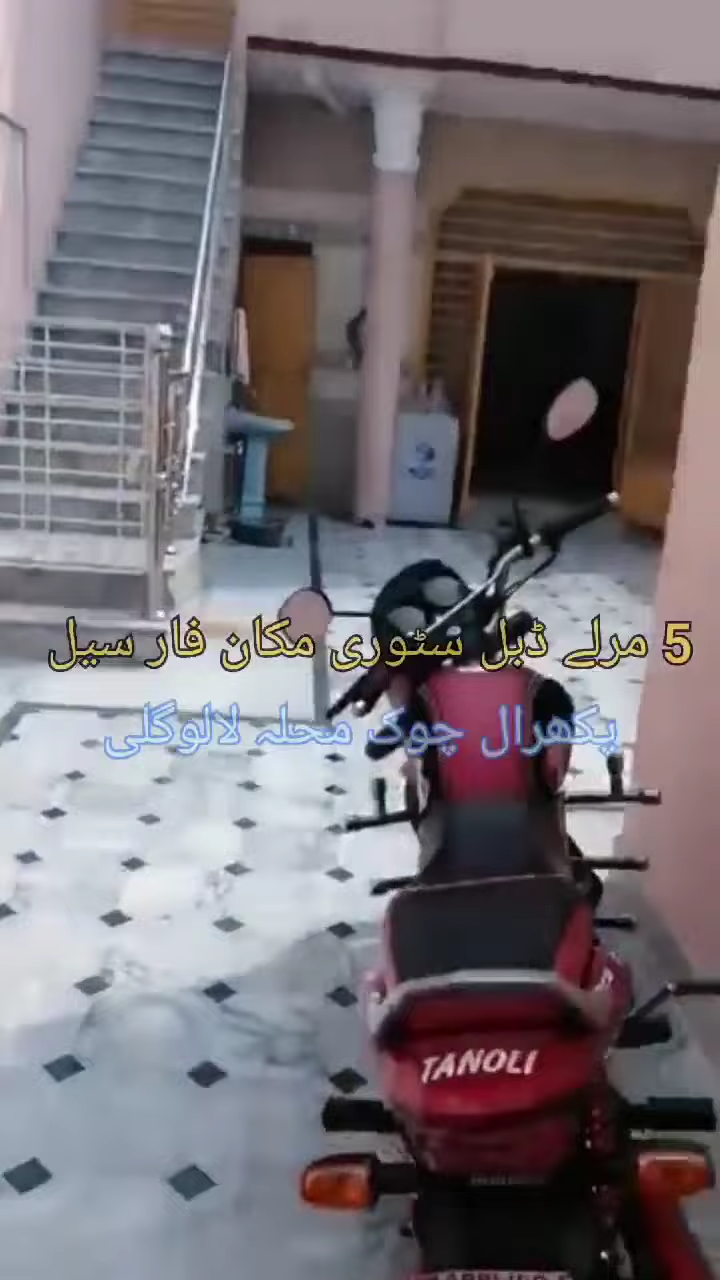 5 مرلے ڈبل سٹوری مکان فار سیل
پکھرال چوک محلہ لالوگلی
TANOLI